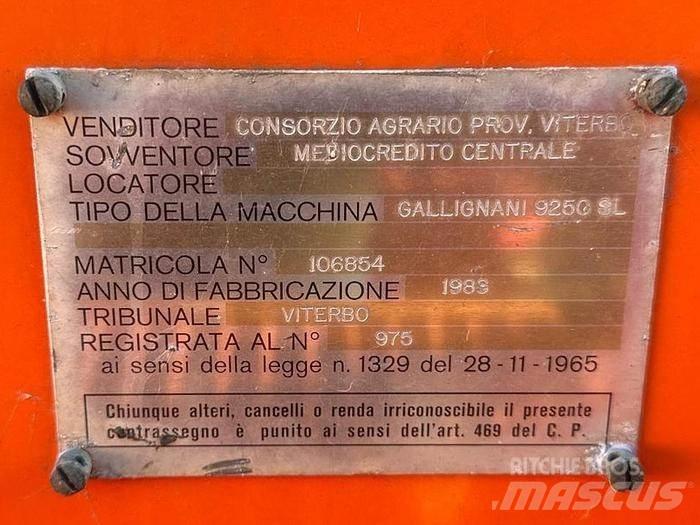 VENDITORE CONSORZIO AGRARIO PROV. VITERBO
SOVVENTORE MEDIOCREDITO CENTRALE
LOCATORE
TIPO DELLA MACCHINA GALLIGNANI 9250 SL
MATRICOLA N° 106854
ANNO DI FABBRICAZIONE 1983
TRIBUNALE VITERBO
REGISTRATA AL N° 975
ai sensi della legge n. 1329 del 28-11-1965
Chiunque alteri, cancelli o renda irriconoscibile il presente
contrassegno è punito ai sensi dell'art. 469 del C. P.
RITCHIE BROS.
MASCUS